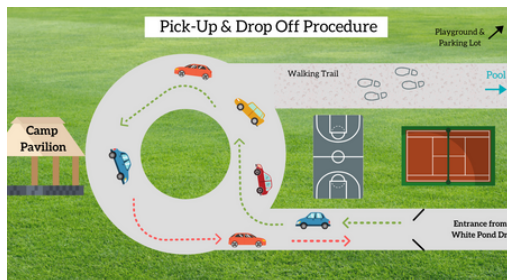 Pick-Up & Drop Off Procedure
Playground &
Parking Lot
Walking Trail
Pool
Camp
Pavilion
Entrance from
White Pond Dr